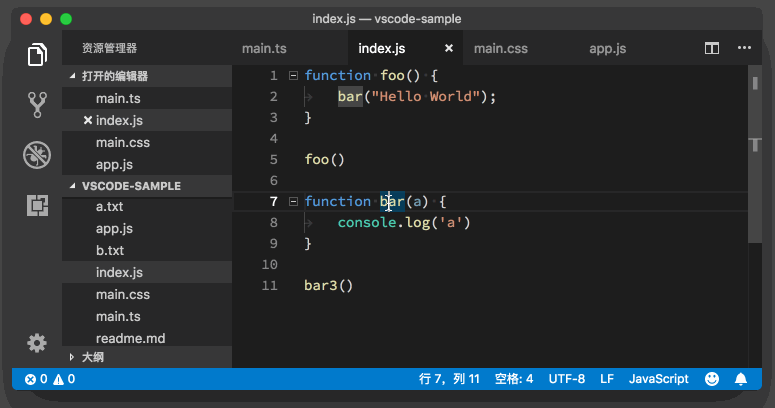 index.js — vscode-sample
资源管理器
打开的编辑器
main.ts
index.js
main.css
app.js
VSCODE-SAMPLE
a.txt
app.js
b.txt
index.js
main.css
main.ts
readme.md
大纲
main.ts index.js main.css app.js
1 function foo() {
2 bar("Hello World");
3 }
4
5 foo()
6
7 function bar(a) {
8 console.log('a')
9 }
10
11 bar3()
0 0 行 7，列 11 空格: 4 UTF-8 LF JavaScript